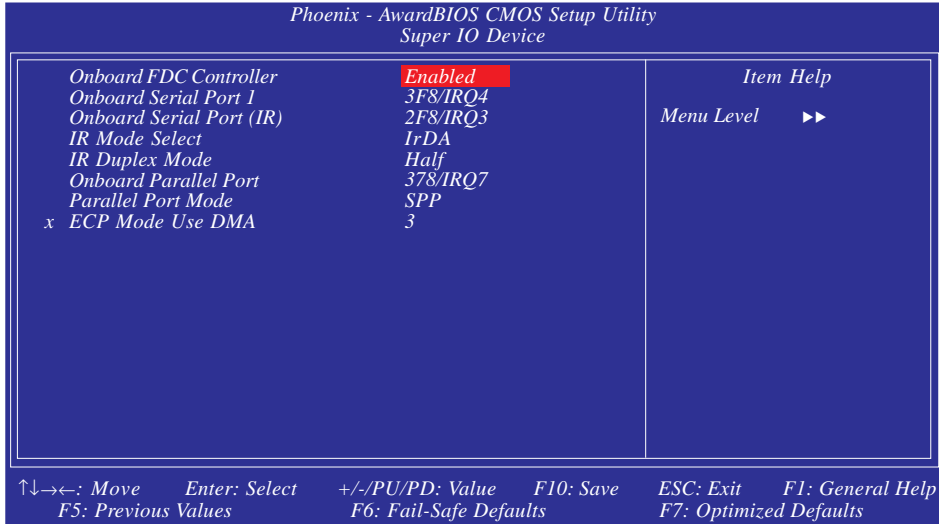 Phoenix - AwardBIOS CMOS Setup Utility
Super IO Device
Onboard FDC Controller Enabled
Onboard Serial Port 1 3F8/IRQ4
Onboard Serial Port (IR) 2F8/IRQ3
IR Mode Select IrDA
IR Duplex Mode Half
Onboard Parallel Port 378/IRQ7
Parallel Port Mode SPP
x ECP Mode Use DMA 3
Item Help
Menu Level ▶▶
↑↓→←: Move Enter: Select +/-/PU/PD: Value F10: Save ESC: Exit F1: General Help
F5: Previous Values F6: Fail-Safe Defaults F7: Optimized Defaults